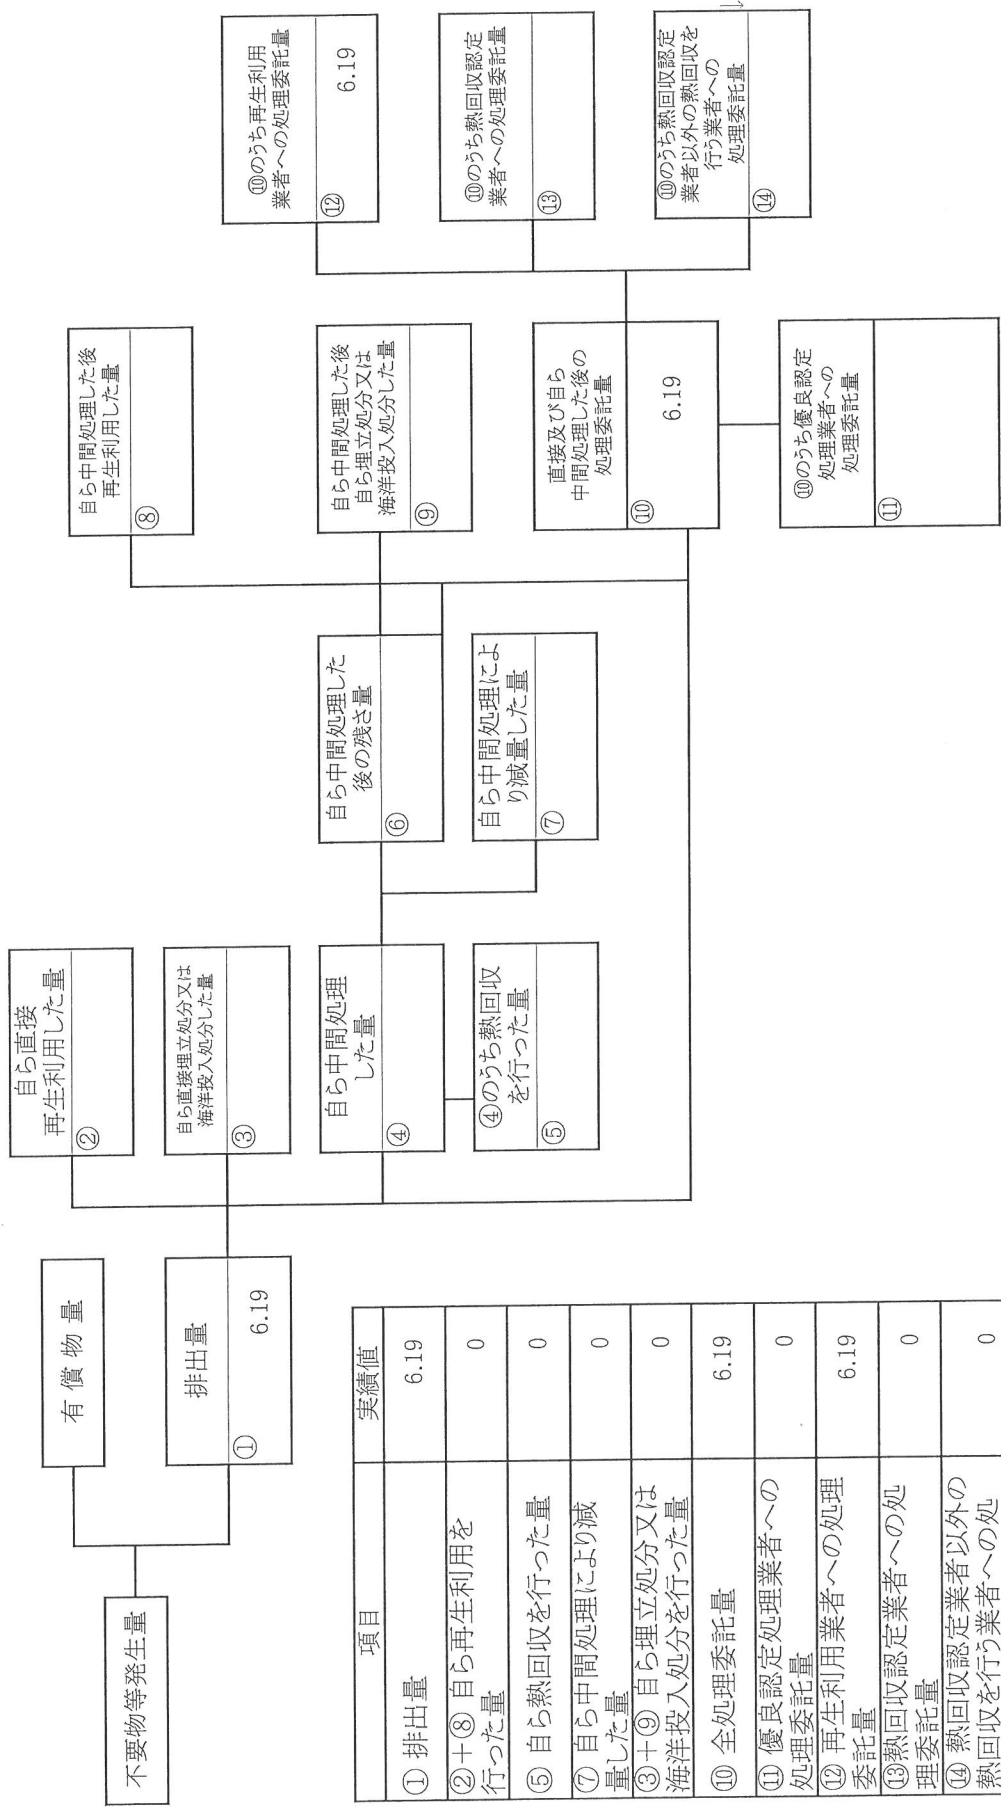 不要物等発生量
有償物量
排出量
①
6.19
自ら直接
再生利用した量
②
自ら直接埋立処分又は
海洋投入処分した量
③
自ら中間処理
した量
④
④のうち熱回収
を行った量
⑤
自ら中間処理した
後の残さ量
⑥
自ら中間処理によ
り減量した量
⑦
自ら中間処理した後
再生利用した量
⑧
自ら中間処理した後
自ら埋立処分又は
海洋投入処分した量
⑨
直接及び自ら
中間処理した後の
処理委託量
⑩
6.19
⑩のうち優良認定
処理業者への
処理委託量
⑪
⑩のうち再生利用
業者への処理委託量
⑫
6.19
⑩のうち熱回収認定
業者への処理委託量
⑬
⑩のうち熱回収認定
業者以外の熱回収を
行う業者への
処理委託量
⑭
項目 実績値
①排出量 6.19
②+⑧自ら再生利用を
行った量 0
⑤自ら熱回収を行った量 0
⑦自ら中間処理により減
量した量 0
③+⑨自ら埋立処分又は
海洋投入処分を行った量 0
⑩全処理委託量 6.19
⑪優良認定処理業者への
処理委託量 0
⑫再生利用業者への処理
委託量 6.19
⑬熱回収認定業者への処
理委託量 0
⑭熱回収認定業者以外の
熱回収を行う業者への処 0